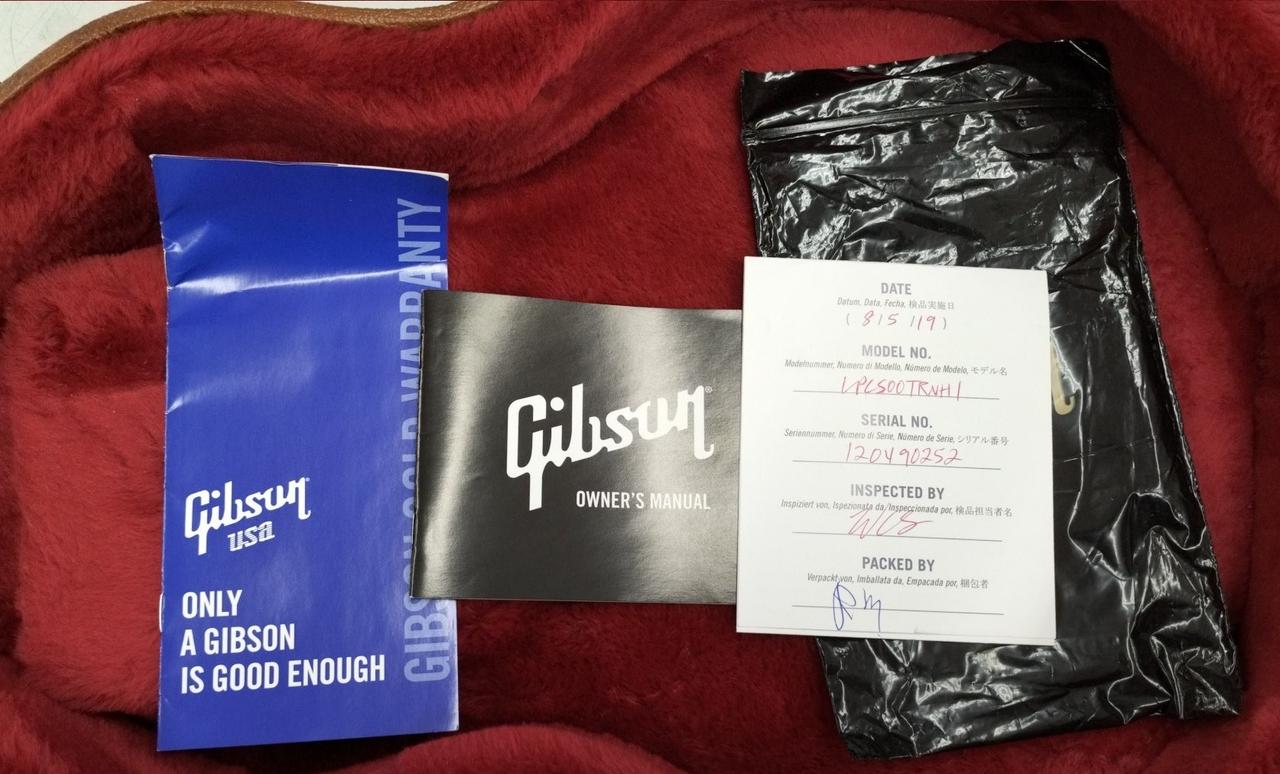 GIBSON GOLD WARRANTY
Gibson
USA
ONLY
A GIBSON
IS GOOD ENOUGH
Gibson®
OWNER'S MANUAL
DATE
Datum, Data, Fecha, 検品実施日
( 8/5/19 )
MODEL NO.
Modelnummer, Numero di Modello, Número de Modelo, モデル名
LPCS00TRNH1
SERIAL NO.
Seriennummer, Numero di Serie, Número de Serie, シリアル番号
120490252
INSPECTED BY
Inspiziert von, Ispezionata da, Inspeccionada por, 検品担当者名
PACKED BY
Verpackt von, Imballata da, Empacada por, 梱包者